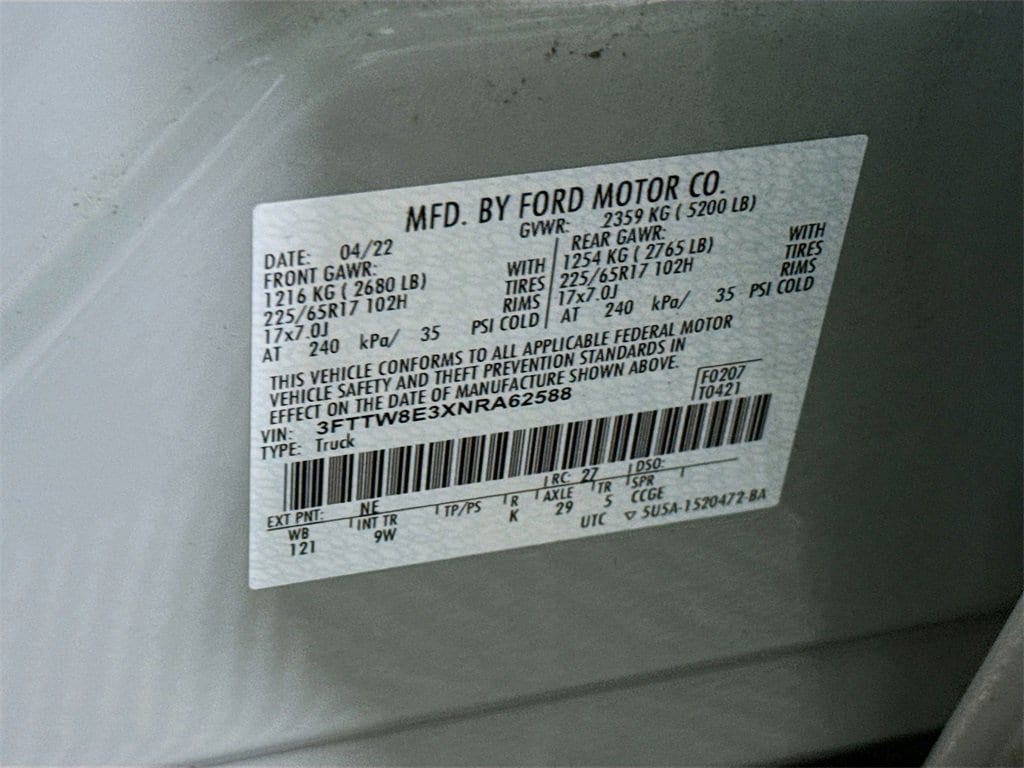 MFD. BY FORD MOTOR CO.
DATE: 04/22 GVWR: 2359 KG ( 5200 LB)
FRONT GAWR: REAR GAWR:
1216 KG ( 2680 LB) WITH 1254 KG ( 2765 LB) WITH
225/65R17 102H TIRES 225/65R17 102H TIRES
17x7.0J RIMS 17x7.0J RIMS
AT 240 kPa/ 35 PSI COLD AT 240 kPa/ 35 PSI COLD
THIS VEHICLE CONFORMS TO ALL APPLICABLE FEDERAL MOTOR
VEHICLE SAFETY AND THEFT PREVENTION STANDARDS IN
EFFECT ON THE DATE OF MANUFACTURE SHOWN ABOVE.
F0207
VIN: 3FTTW8E3XNRA62588 T0421
TYPE: Truck
EXT PNT: NE RC: 27 DSO:
WB INT TR TP/PS R AXLE TR SPR
121 9W K 29 5 CCGE
UTC ▽ 5U5A-1520472-BA